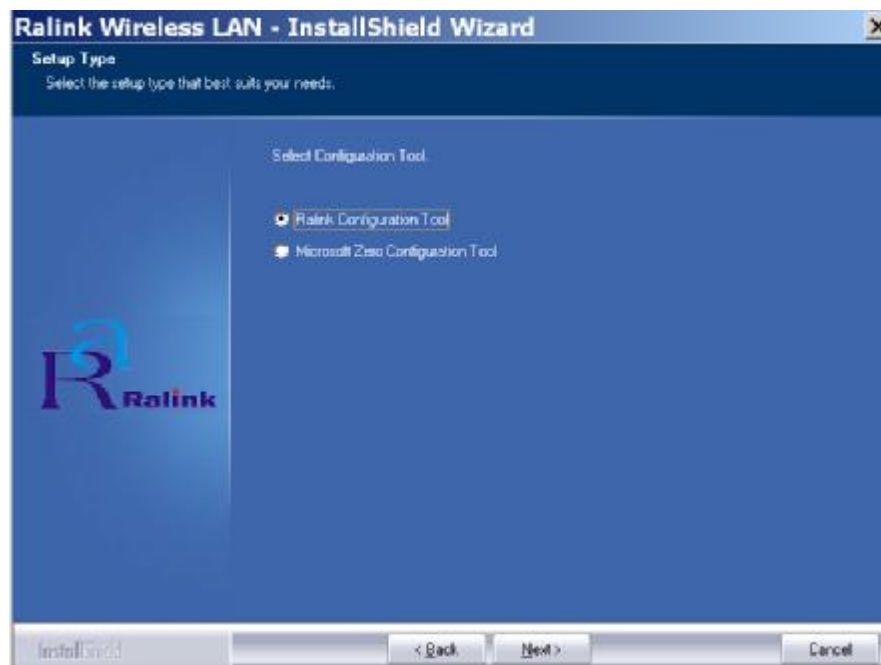 Ralink Wireless LAN - InstallShield Wizard
Setup Type
Select the setup type that best suits your needs.
Select Configuration Tool.
Ralink Configuration Tool
Microsoft Zero Configuration Tool
Ralink
InstallShield
< Back
Next >
Cancel